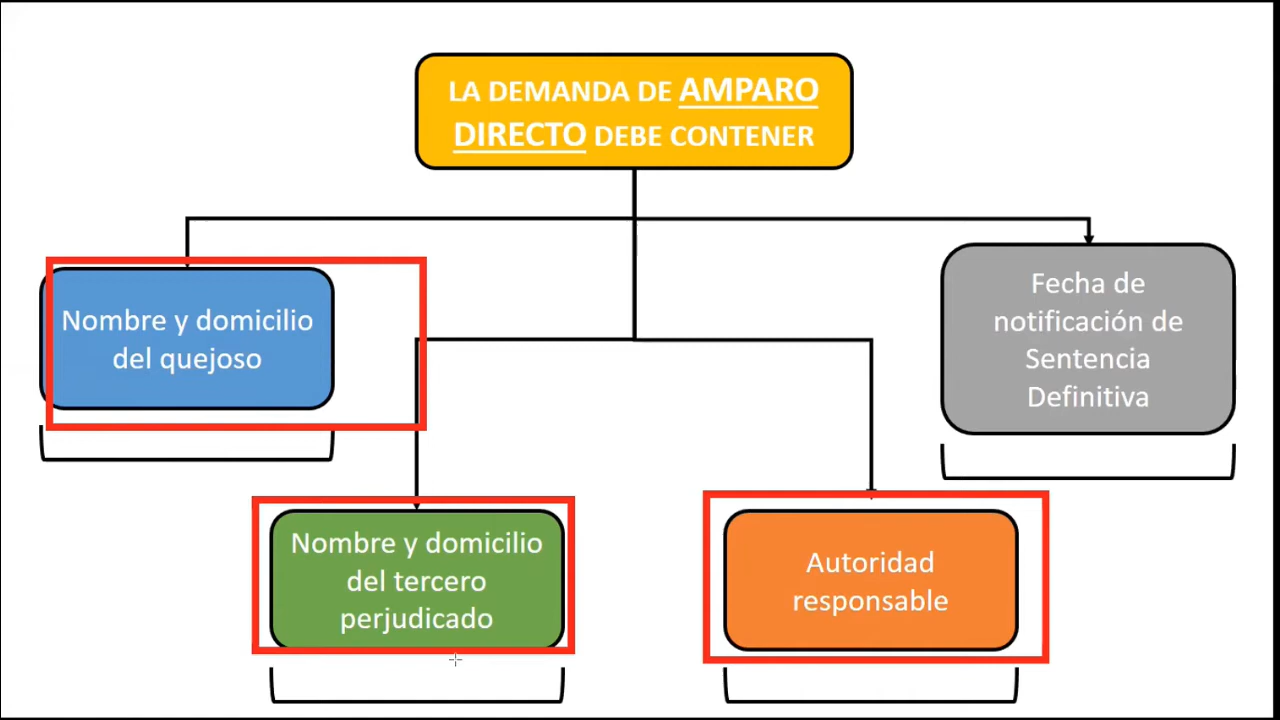 LA DEMANDA DE AMPARO
DIRECTO DEBE CONTENER
Nombre y domicilio
del quejoso
Fecha de
notificación de
Sentencia
Definitiva
Nombre y domicilio
del tercero
perjudicado
Autoridad
responsable